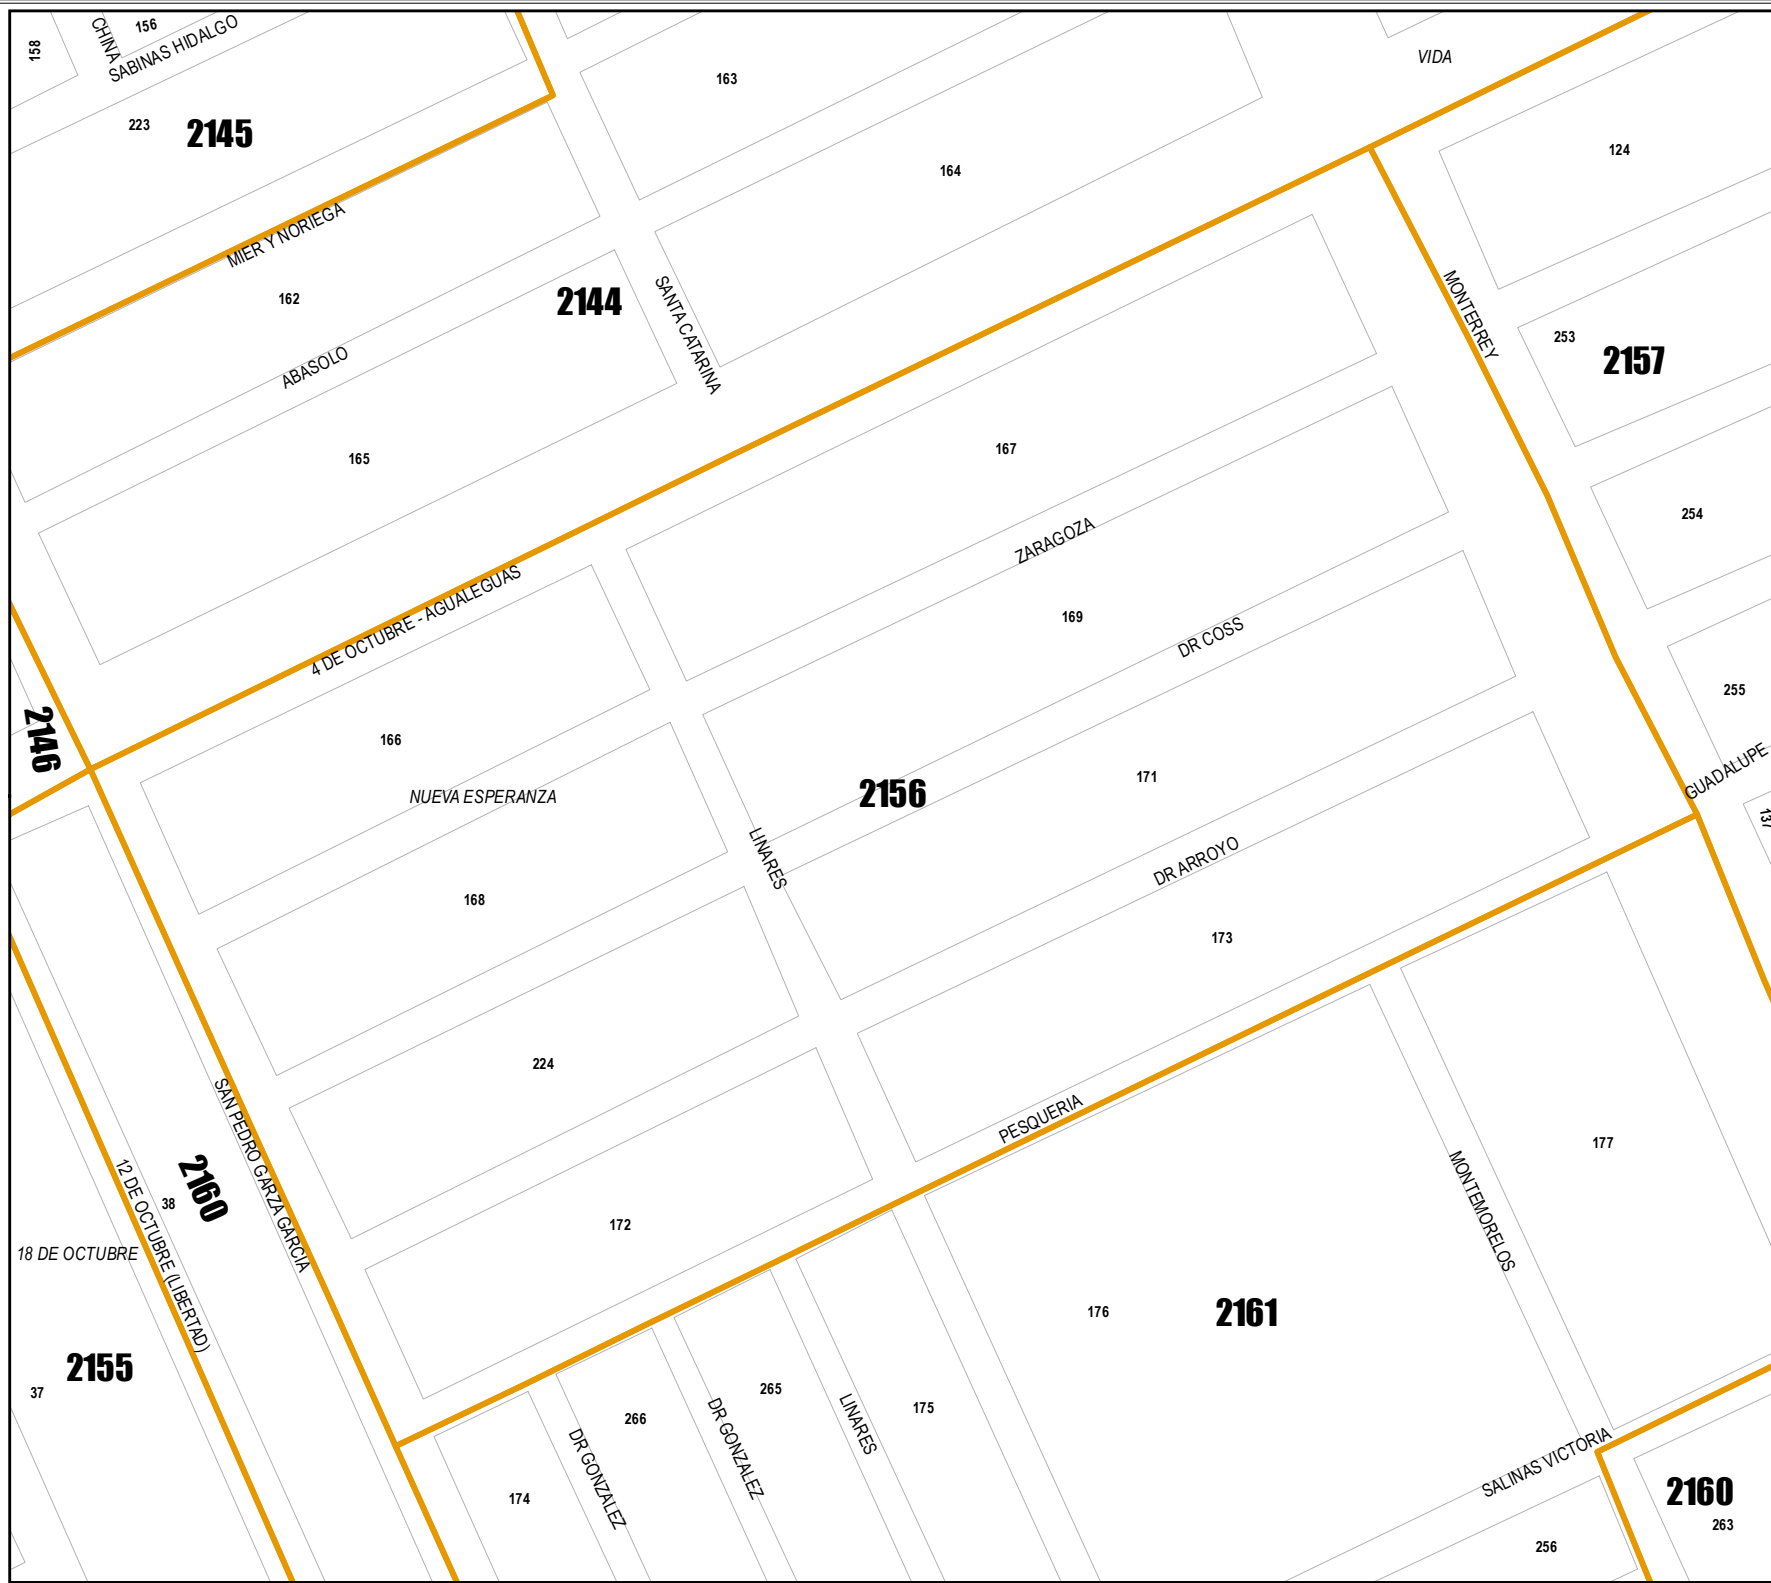 156
158
CHINA
SABINAS HIDALGO
VIDA
163
223
2145
124
164
MIER Y NORIEGA
162
2144
SANTA CATARINA
MONTERREY
253
2157
ABASOLO
165
167
254
ZARAGOZA
4 DE OCTUBRE - AGUALEGUAS
169
DR COSS
255
2146
166
NUEVA ESPERANZA
171
2156
GUADALUPE
137
LINARES
DR ARROYO
168
173
224
PESQUERIA
SAN PEDRO GARZA GARCIA
177
12 DE OCTUBRE (LIBERTAD)
38
2160
172
MONTEMORELOS
18 DE OCTUBRE
176
2161
2155
37
265
266
175
DR GONZALEZ
DR GONZALEZ
LINARES
SALINAS VICTORIA
174
2160
263
256